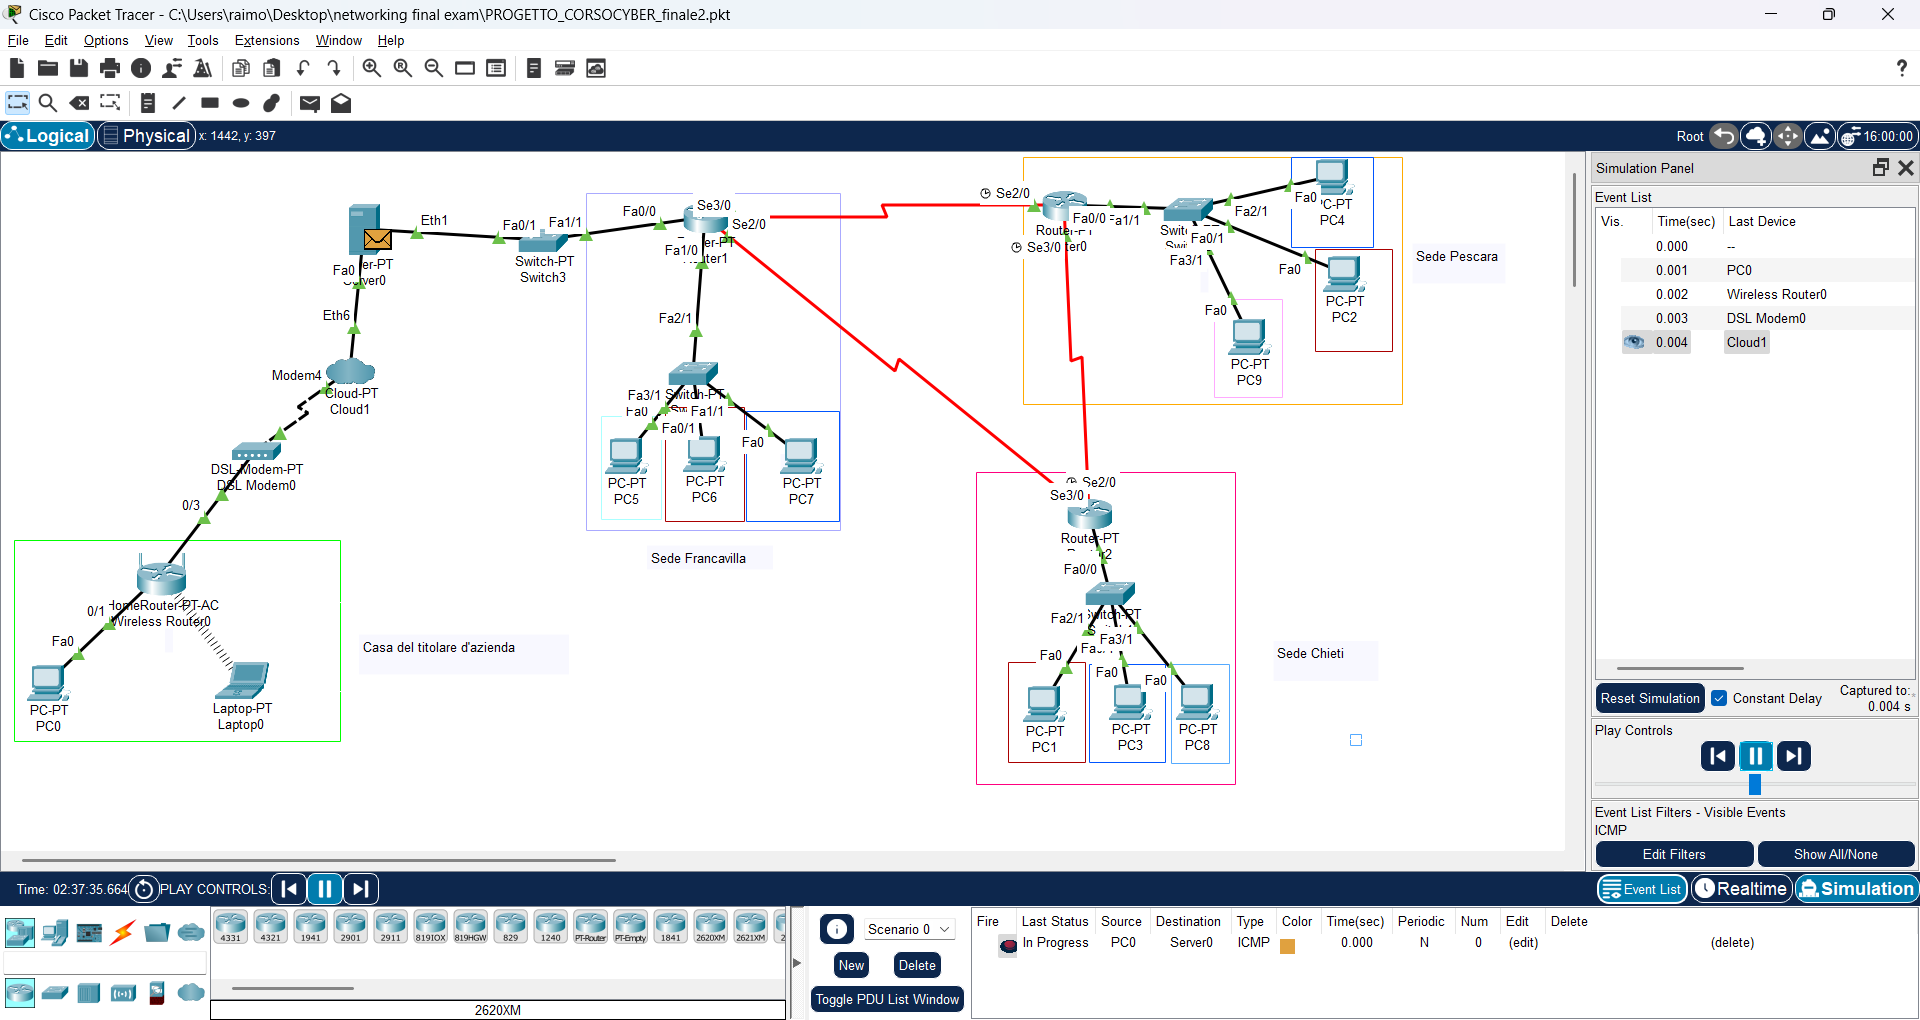 Cisco Packet Tracer - C:\Users\raimo\Desktop\networking final exam\PROGETTO_CORSOCYBER_finale2.pkt
File Edit Options View Tools Extensions Window Help
Logical Physical x: 1442, y: 397
Root 16:00:00
Eth1
Fa0/1 Fa1/1
Fa0
Server0
Eth6
Switch-PT
Switch3
Modem4
Cloud-PT
Cloud1
DSL-Modem-PT
DSL Modem0
0/3
HomeRouter-PT-AC
Wireless Router0
0/1
Fa0
PC-PT
PC0
Laptop-PT
Laptop0
Casa del titolare d'azienda
Fa0/0
Se3/0
Se2/0
Fa1/0
Fa2/1
Fa3/1
Switch-PT
Fa0
Fa1/1
Fa0/1
Fa0
PC-PT
PC5
PC-PT
PC6
PC-PT
PC7
Sede Francavilla
Se2/0
Se3/0
Fa0/0
Fa1/1
Fa0/1
Fa3/1
Fa2/1
Fa0
PC4
Fa0
PC-PT
PC2
Fa0
PC-PT
PC9
Sede Pescara
Se2/0
Se3/0
Router-PT
Fa0/0
Fa2/1
Fa3/1
Fa0
Fa0
Fa0
PC-PT
PC1
PC-PT
PC3
PC-PT
PC8
Sede Chieti
Simulation Panel
Event List
Vis. Time(sec) Last Device
0.000 --
0.001 PC0
0.002 Wireless Router0
0.003 DSL Modem0
0.004 Cloud1
Reset Simulation Constant Delay Captured to:
0.004 s
Play Controls
Event List Filters - Visible Events
ICMP
Edit Filters Show All/None
Time: 02:37:35.664 PLAY CONTROLS:
Event List Realtime Simulation
4331 4321 1941 2901 2911 819IOX 819HGW 829 1240 PT-Router PT-Empty 1841 2620XM 2621XM
2620XM
Scenario 0
New Delete
Toggle PDU List Window
Fire Last Status Source Destination Type Color Time(sec) Periodic Num Edit Delete
In Progress PC0 Server0 ICMP 0.000 N 0 (edit) (delete)